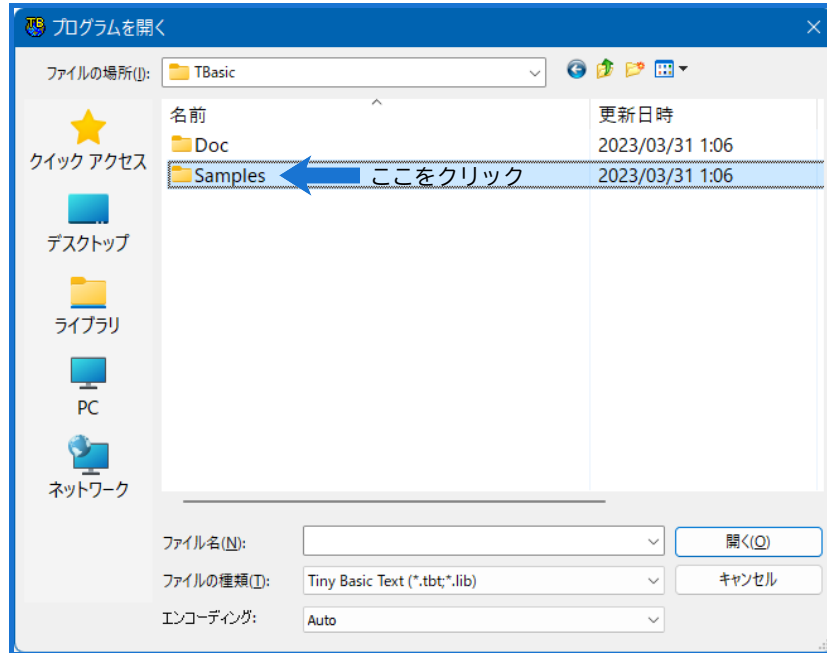 TB
プログラムを開く
ファイルの場所(I):
TBasic
名前
更新日時
Doc
2023/03/31 1:06
Samples
ここをクリック
2023/03/31 1:06
クイック アクセス
デスクトップ
ライブラリ
PC
ネットワーク
ファイル名(N):
開く(O)
ファイルの種類(T):
Tiny Basic Text (*.tbt;*.lib)
キャンセル
エンコーディング:
Auto